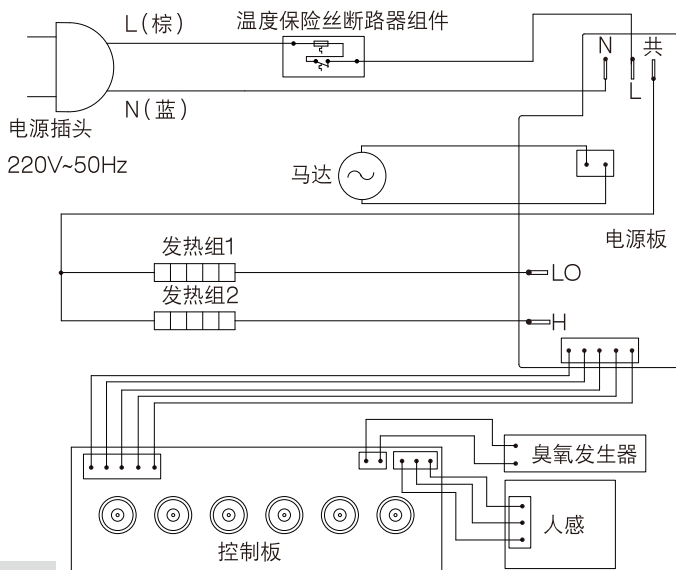 L(棕)
温度保险丝断路器组件
N
共
L
N(蓝)
电源插头
220V~50Hz
马达
电源板
发热组1
LO
发热组2
H
臭氧发生器
人感
控制板